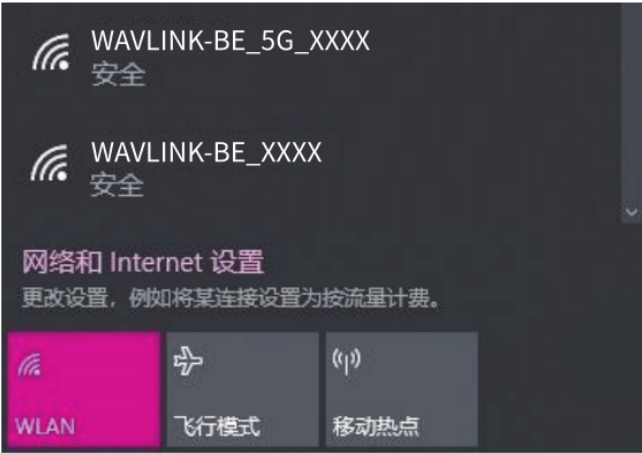 WAVLINK-BE_5G_XXXX
安全
WAVLINK-BE_XXXX
安全
网络和 Internet 设置
更改设置，例如将某连接设置为按流量计费。
WLAN
飞行模式
移动热点